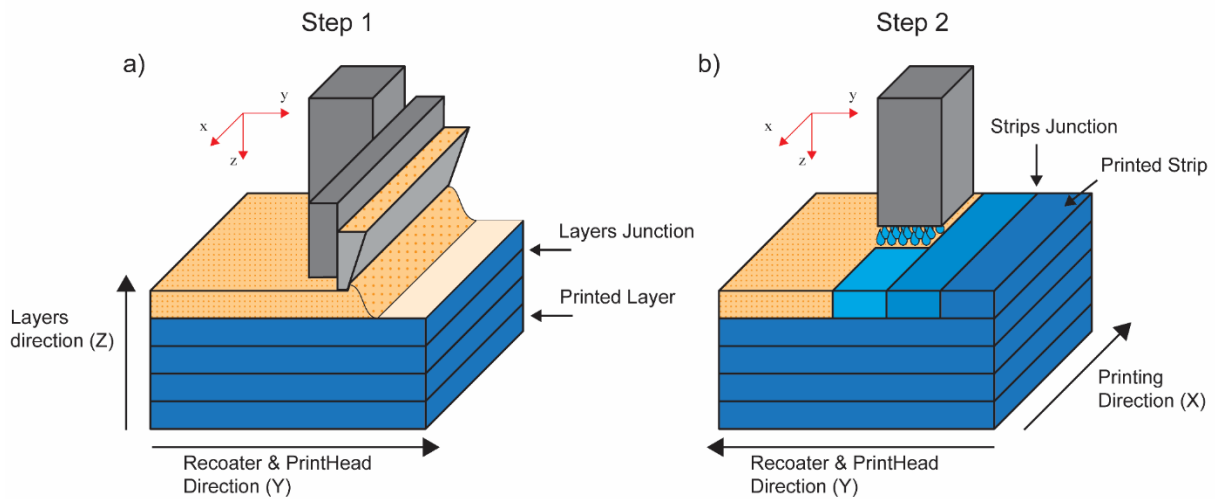 Step 1
a)
y
x
z
Layers Junction
Printed Layer
Layers
direction (Z)
Recoater & PrintHead
Direction (Y)
Step 2
b)
y
x
z
Strips Junction
Printed Strip
Printing
Direction (X)
Recoater & PrintHead
Direction (Y)